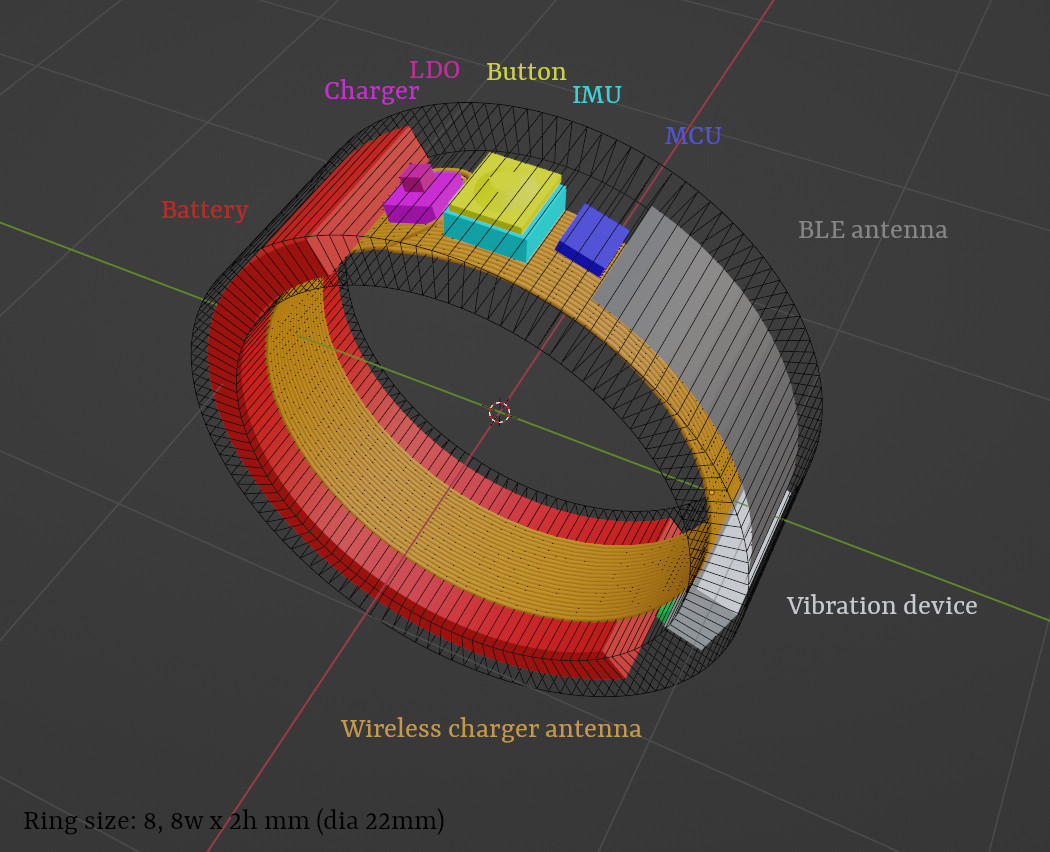 LDO
Button
Charger
IMU
MCU
Battery
BLE antenna
Vibration device
Wireless charger antenna
Ring size: 8, 8w x 2h mm (dia 22mm)